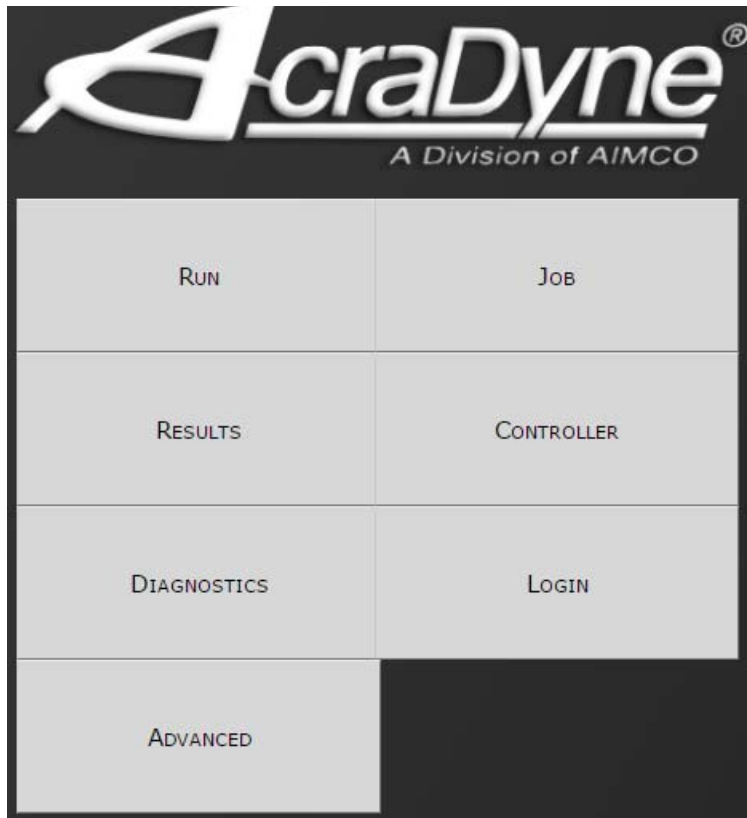 AcraDyne®
A Division of AIMCO
Run Job
Results Controller
Diagnostics Login
Advanced